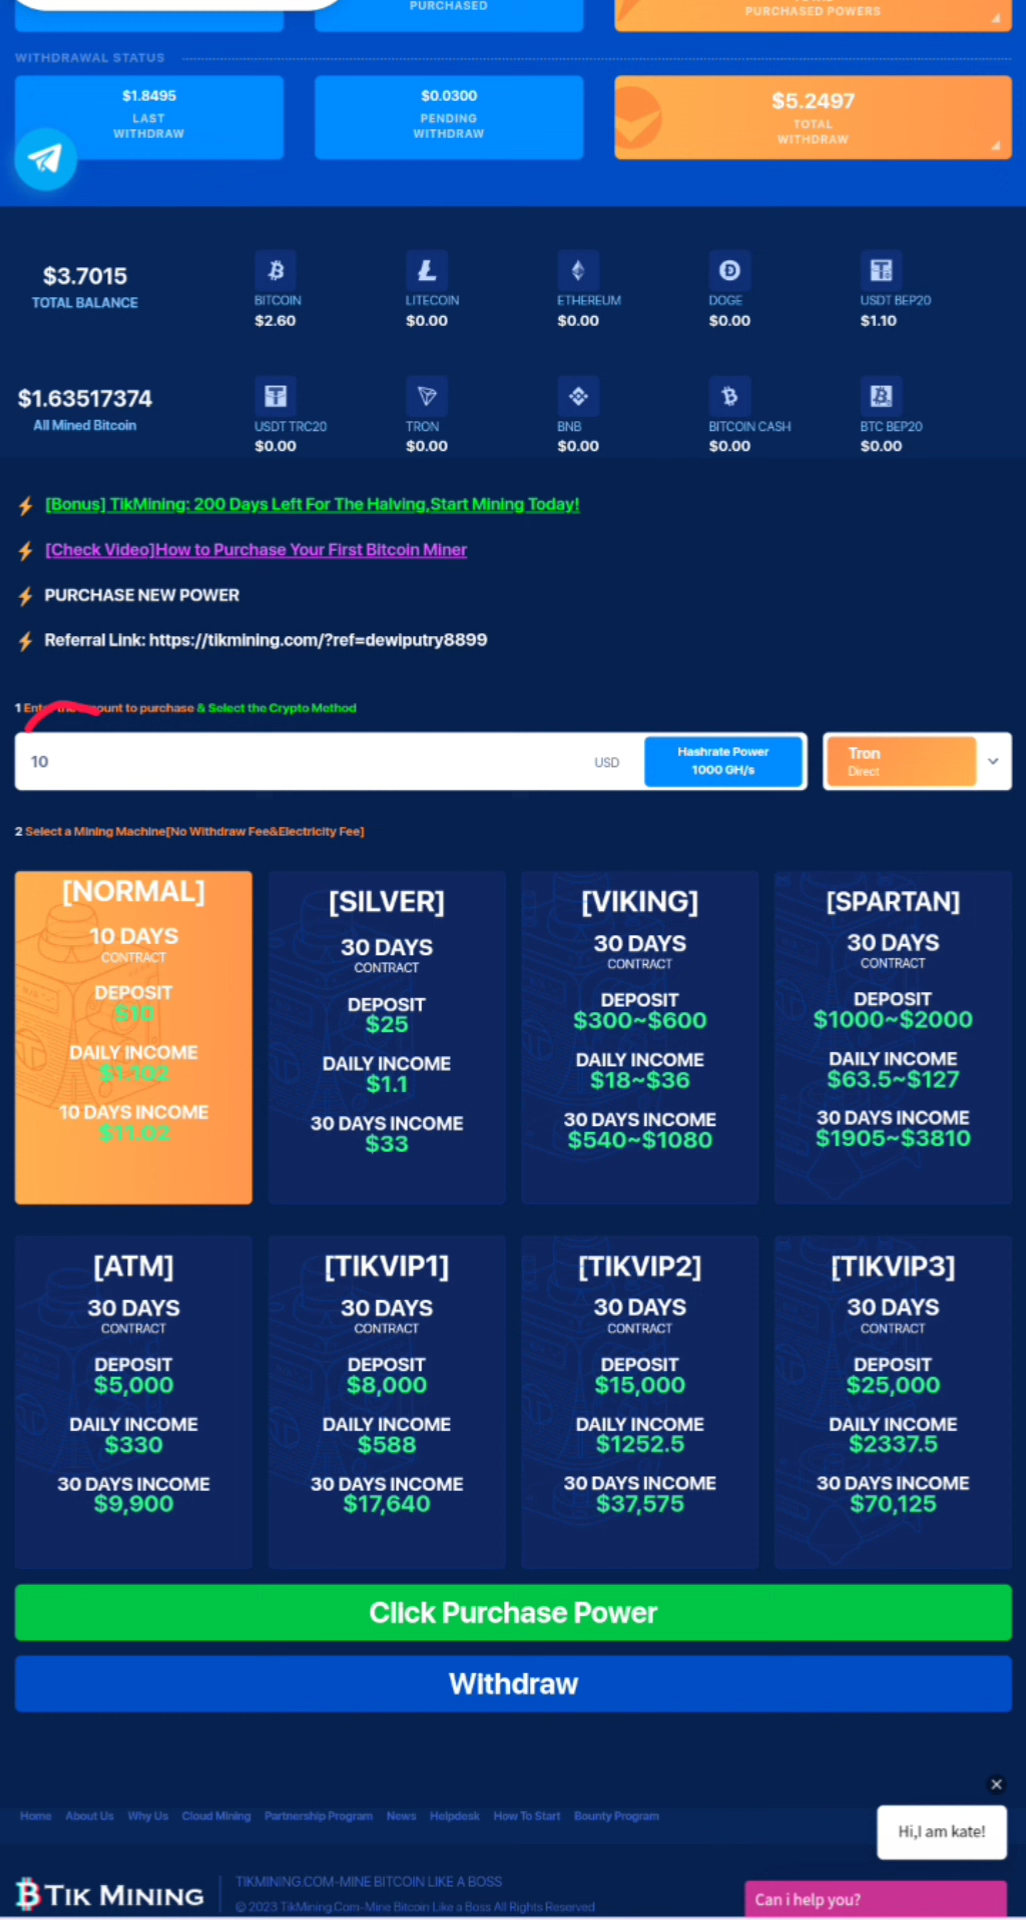 PURCHASED
PURCHASED POWERS
WITHDRAWAL STATUS
$1.8495
LAST
WITHDRAW
$0.0300
PENDING
WITHDRAW
$5.2497
TOTAL
WITHDRAW
$3.7015
TOTAL BALANCE
BITCOIN
$2.60
LITECOIN
$0.00
ETHEREUM
$0.00
DOGE
$0.00
USDT BEP20
$1.10
$1.63517374
All Mined Bitcoin
USDT TRC20
$0.00
TRON
$0.00
BNB
$0.00
BITCOIN CASH
$0.00
BTC BEP20
$0.00
[Bonus] TikMining: 200 Days Left For The Halving,Start Mining Today!
[Check Video]How to Purchase Your First Bitcoin Miner
PURCHASE NEW POWER
Referral Link: https://tikmining.com/?ref=dewiputry8899
1 Enter the amount to purchase & Select the Crypto Method
10
USD
Hashrate Power
1000 GH/s
Tron
Direct
2 Select a Mining Machine[No Withdraw Fee&Electricity Fee]
[NORMAL]
10 DAYS
CONTRACT
DEPOSIT
$10
DAILY INCOME
$1.102
10 DAYS INCOME
$11.02
[SILVER]
30 DAYS
CONTRACT
DEPOSIT
$25
DAILY INCOME
$1.1
30 DAYS INCOME
$33
[VIKING]
30 DAYS
CONTRACT
DEPOSIT
$300~$600
DAILY INCOME
$18~$36
30 DAYS INCOME
$540~$1080
[SPARTAN]
30 DAYS
CONTRACT
DEPOSIT
$1000~$2000
DAILY INCOME
$63.5~$127
30 DAYS INCOME
$1905~$3810
[ATM]
30 DAYS
CONTRACT
DEPOSIT
$5,000
DAILY INCOME
$330
30 DAYS INCOME
$9,900
[TIKVIP1]
30 DAYS
CONTRACT
DEPOSIT
$8,000
DAILY INCOME
$588
30 DAYS INCOME
$17,640
[TIKVIP2]
30 DAYS
CONTRACT
DEPOSIT
$15,000
DAILY INCOME
$1252.5
30 DAYS INCOME
$37,575
[TIKVIP3]
30 DAYS
CONTRACT
DEPOSIT
$25,000
DAILY INCOME
$2337.5
30 DAYS INCOME
$70,125
Click Purchase Power
Withdraw
Home About Us Why Us Cloud Mining Partnership Program News Helpdesk How To Start Bounty Program
Hi,I am kate!
TIK MINING
TIKMINING.COM-MINE BITCOIN LIKE A BOSS
© 2023 TikMining.Com-Mine Bitcoin Like a Boss All Rights Reserved
Can i help you?